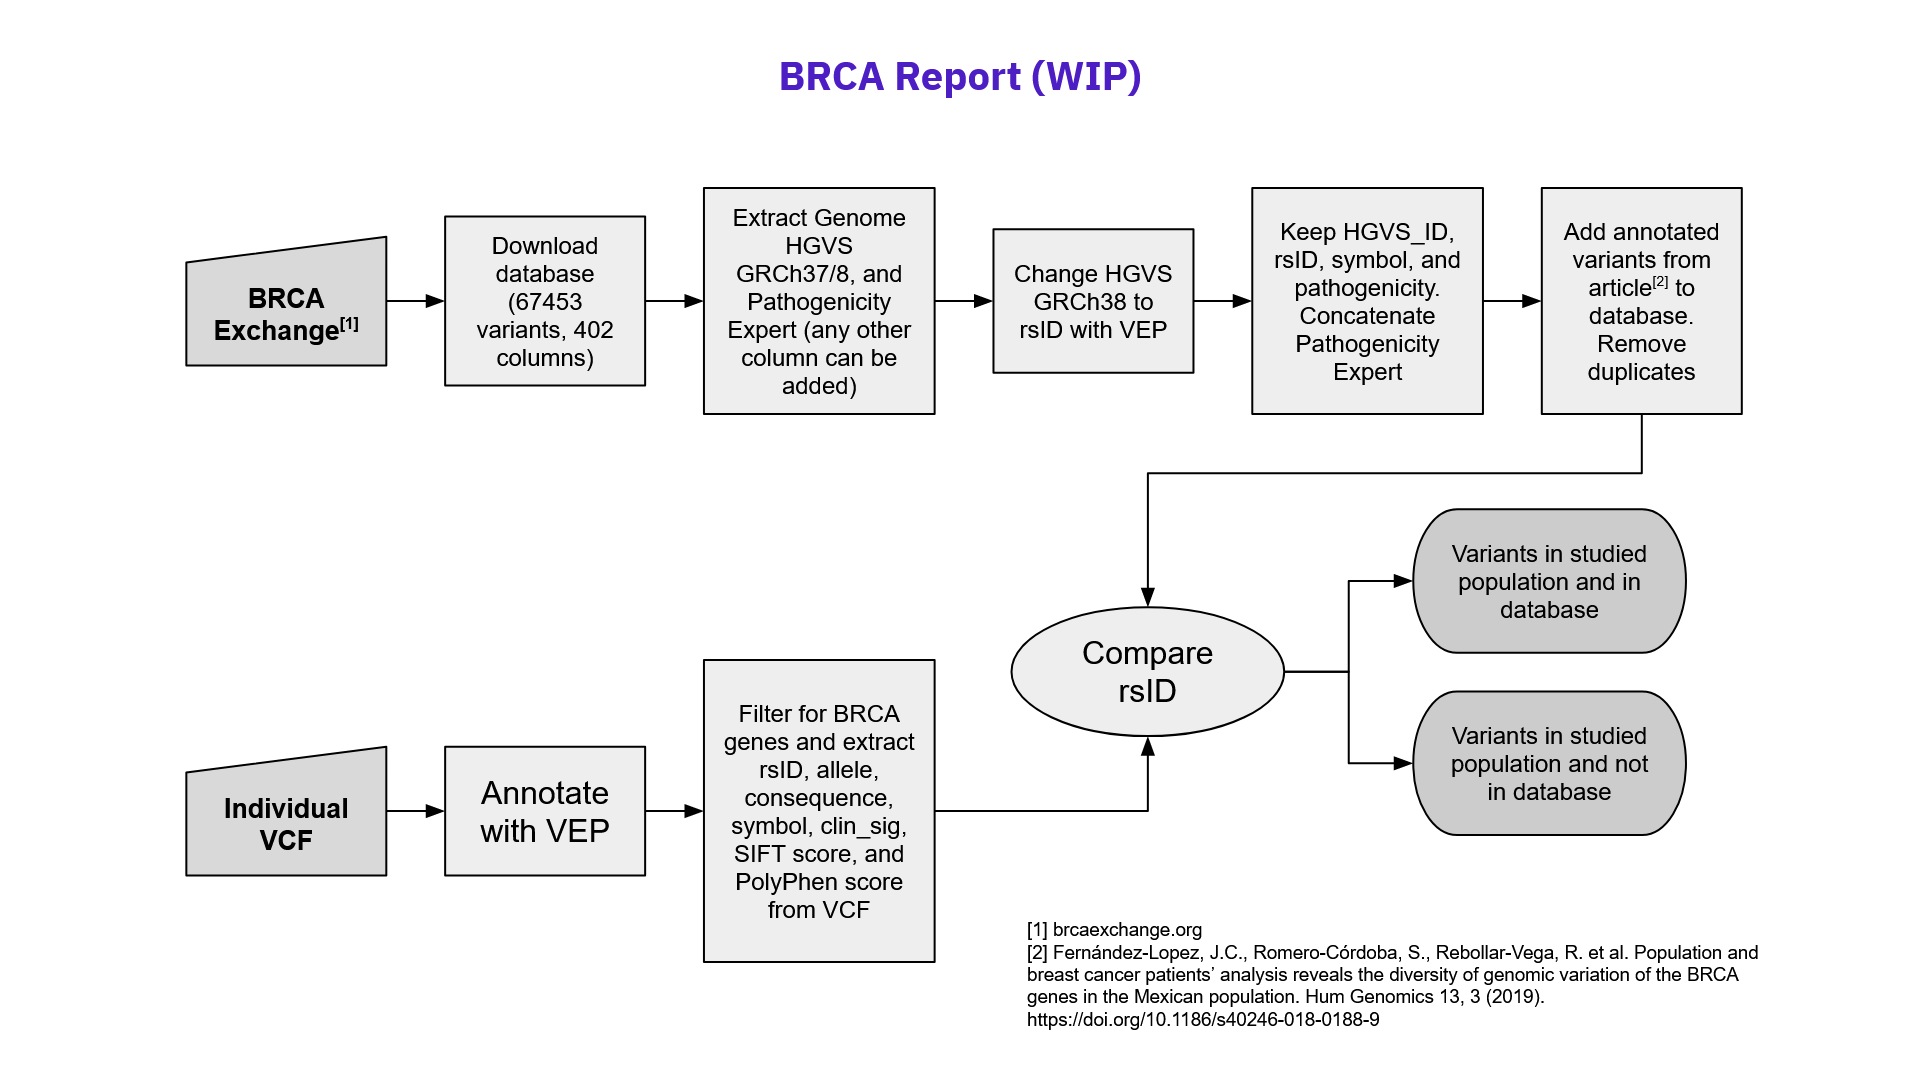 BRCA Report (WIP)
BRCA
Exchange[1]
Download
database
(67453
variants, 402
columns)
Extract Genome
HGVS
GRCh37/8, and
Pathogenicity
Expert (any other
column can be
added)
Change HGVS
GRCh38 to
rsID with VEP
Keep HGVS_ID,
rsID, symbol, and
pathogenicity.
Concatenate
Pathogenicity
Expert
Add annotated
variants from
article[2] to
database.
Remove
duplicates
Individual
VCF
Annotate
with VEP
Filter for BRCA
genes and extract
rsID, allele,
consequence,
symbol, clin_sig,
SIFT score, and
PolyPhen score
from VCF
Compare
rsID
Variants in studied
population and in
database
Variants in studied
population and not
in database
[1] brcaexchange.org
[2] Fernández-Lopez, J.C., Romero-Córdoba, S., Rebollar-Vega, R. et al. Population and
breast cancer patients’ analysis reveals the diversity of genomic variation of the BRCA
genes in the Mexican population. Hum Genomics 13, 3 (2019).
https://doi.org/10.1186/s40246-018-0188-9